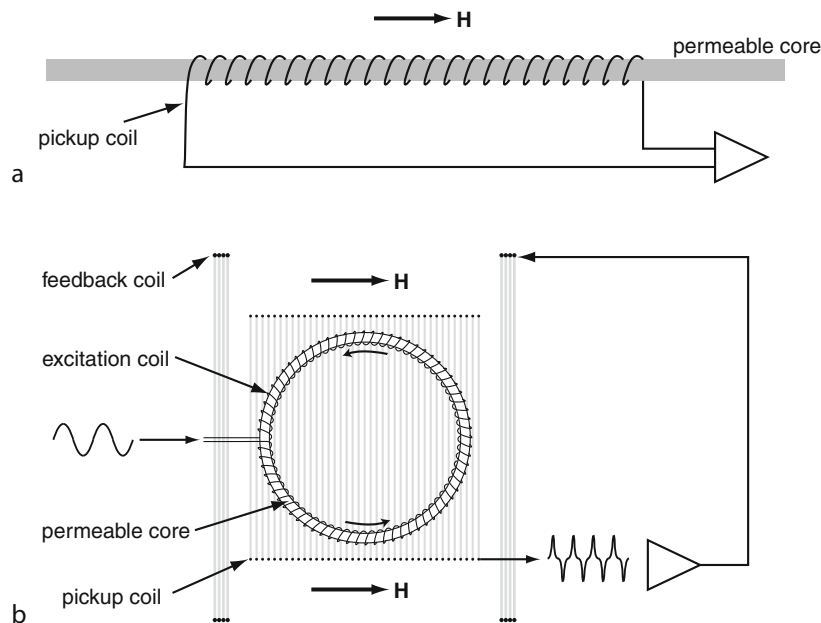 H
permeable core
pickup coil
a
feedback coil
H
excitation coil
permeable core
pickup coil
H
b